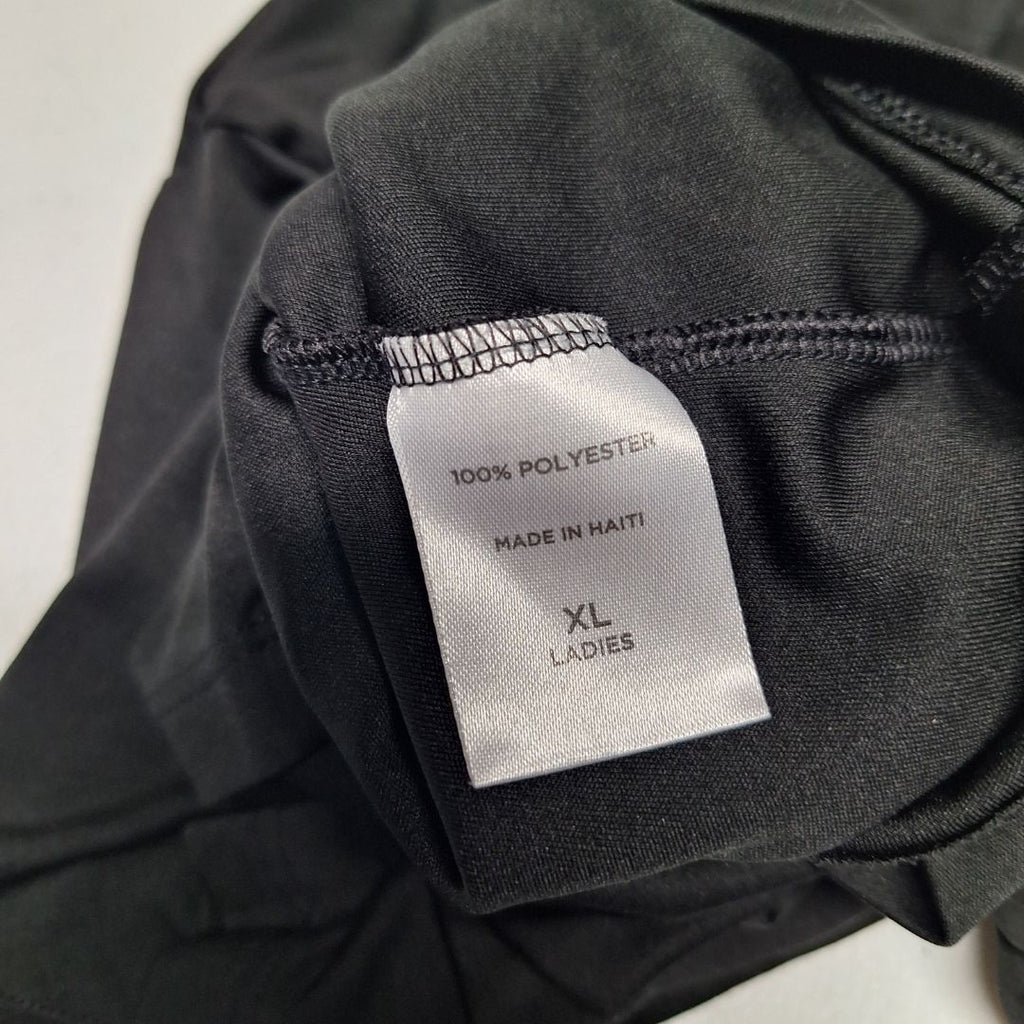 100% POLYESTER
MADE IN HAITI
XL
LADIES